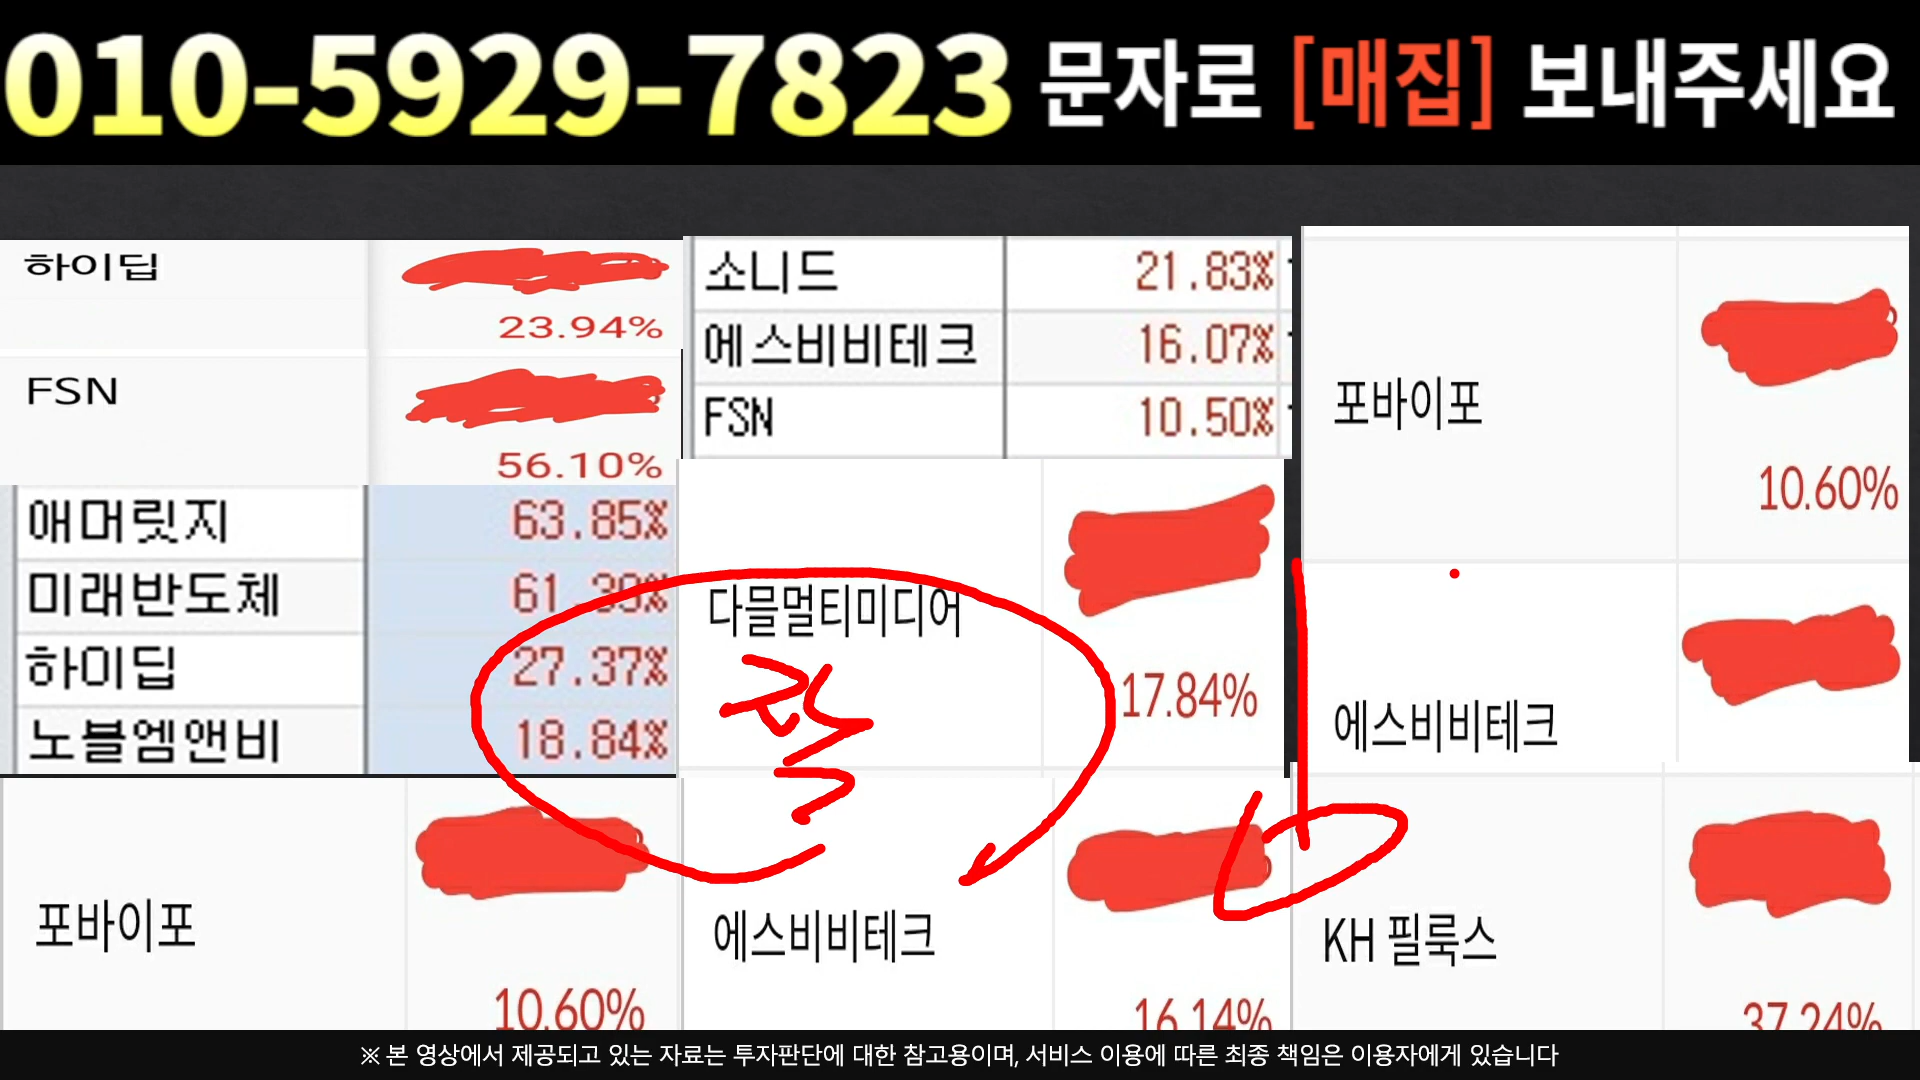 010-5929-7823 문자로 [매집] 보내주세요
하이딥
23.94%
FSN
56.10%
애머릿지 63.85%
미래반도체 61.39%
하이딥 27.37%
노블엠앤비 18.84%
소니드 21.83%
에스비비테크 16.07%
FSN 10.50%
다믈멀티미디어
17.84%
포바이포
10.60%
에스비비테크
포바이포
10.60%
에스비비테크
16.14%
KH 필룩스
37.24%
※ 본 영상에서 제공되고 있는 자료는 투자판단에 대한 참고용이며, 서비스 이용에 따른 최종 책임은 이용자에게 있습니다